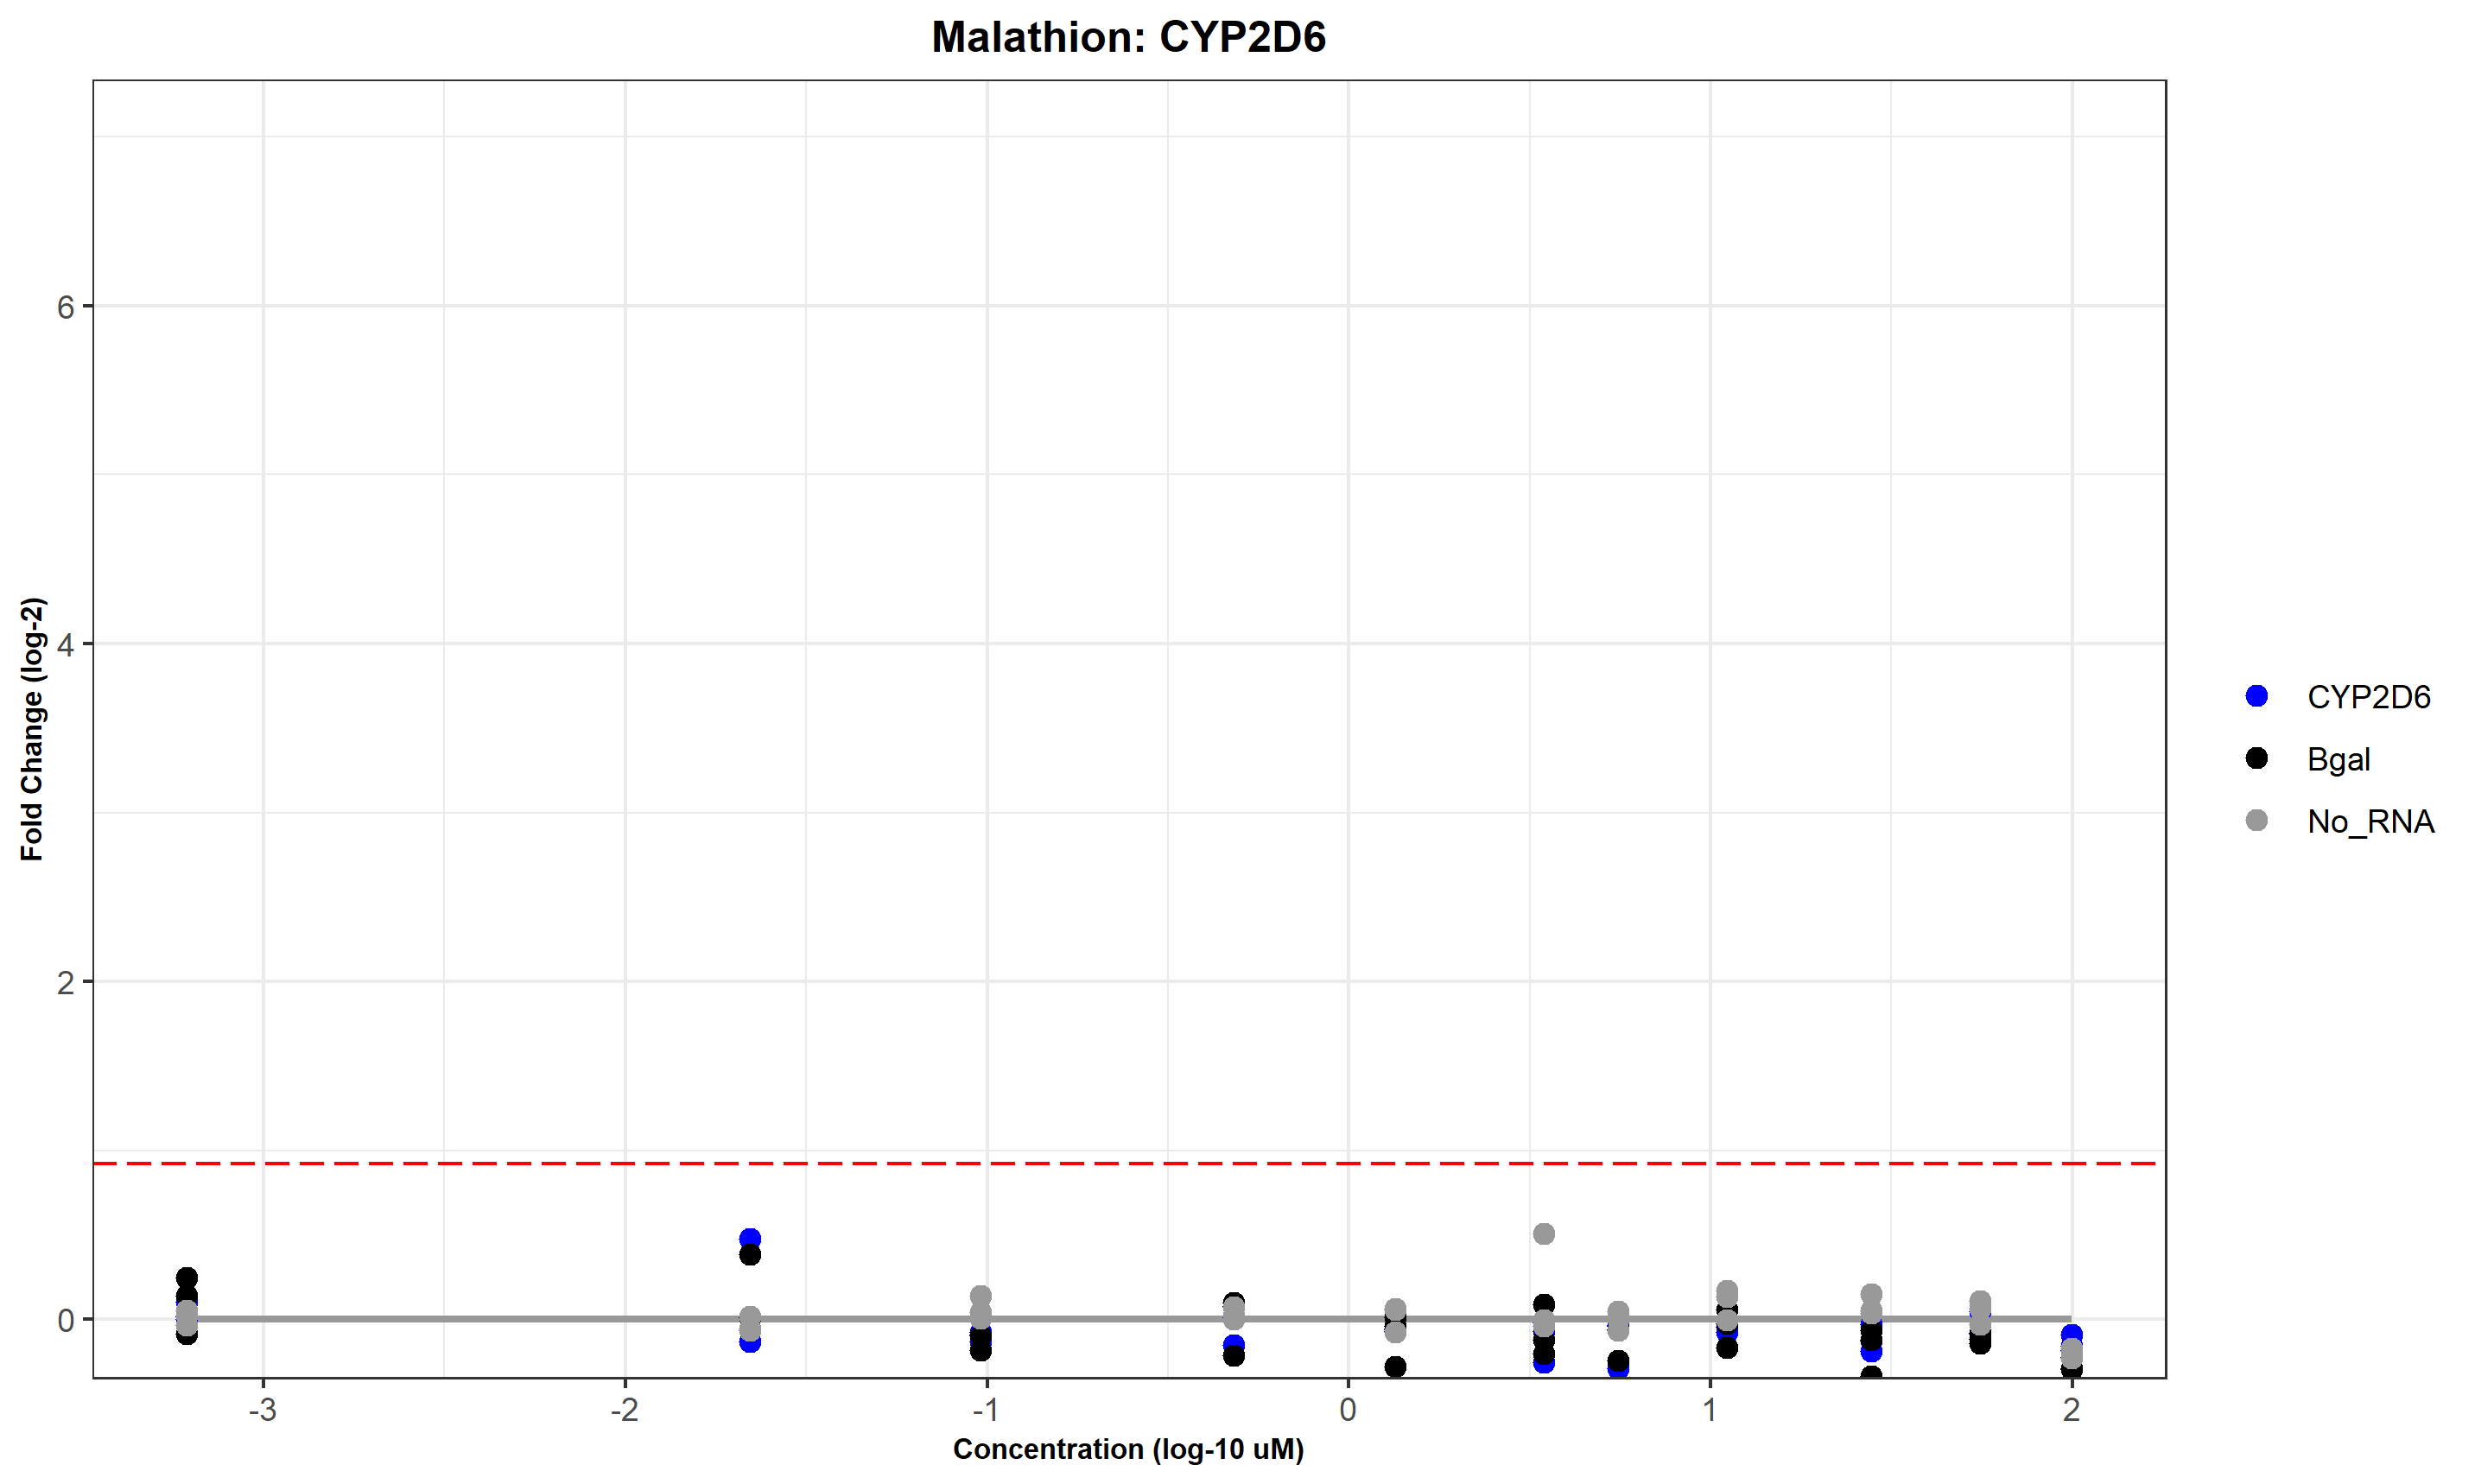 Malathion: CYP2D6
Fold Change (log-2)
6
4
2
0
-3
-2
-1
0
1
2
Concentration (log-10 uM)
CYP2D6
Bgal
No_RNA